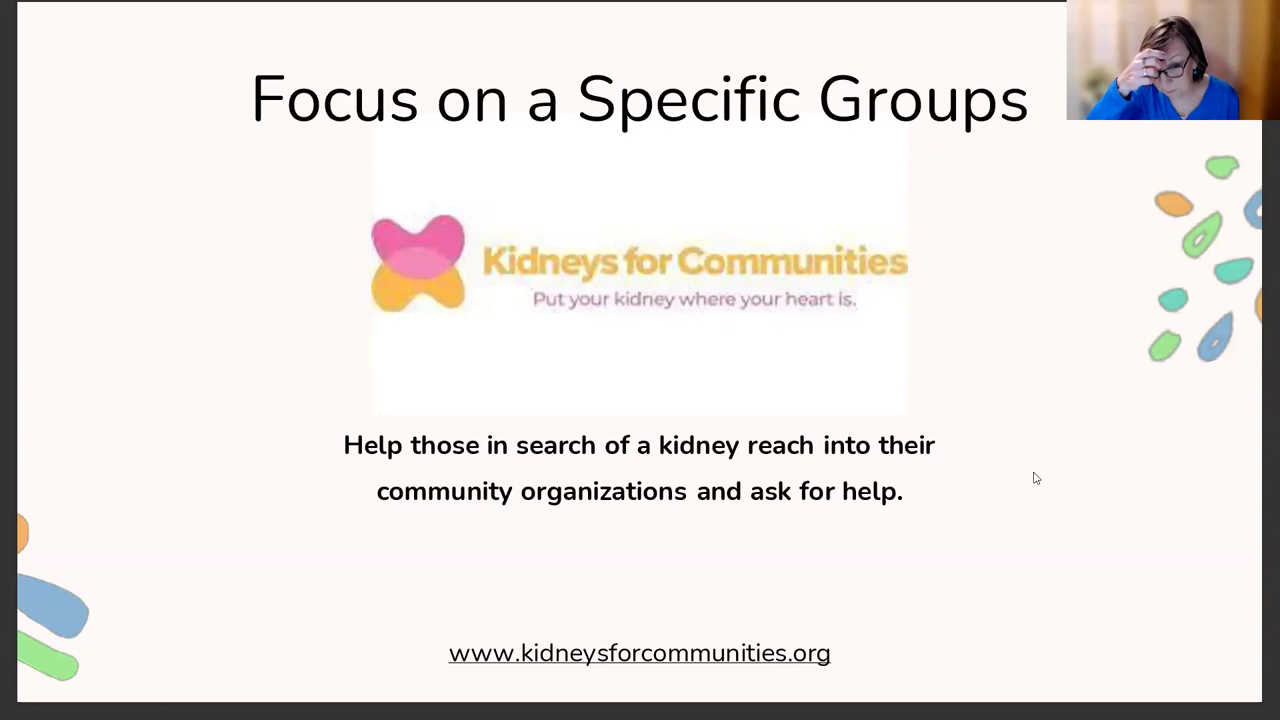 Focus on a Specific Groups
Kidneys for Communities
Put your kidney where your heart is.
Help those in search of a kidney reach into their
community organizations and ask for help.
www.kidneysforcommunities.org